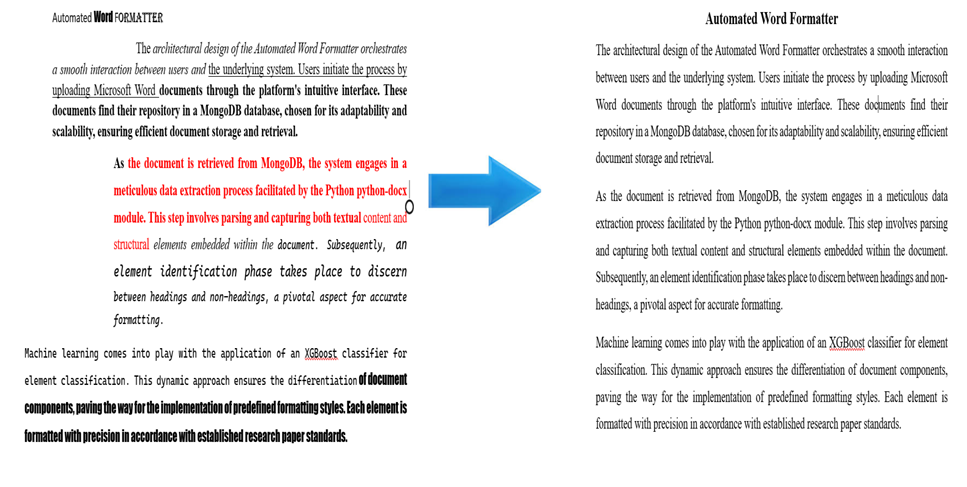 Automated Word FORMATTER
The architectural design of the Automated Word Formatter orchestrates
a smooth interaction between users and the underlying system. Users initiate the process by
uploading Microsoft Word documents through the platform's intuitive interface. These
documents find their repository in a MongoDB database, chosen for its adaptability and
scalability, ensuring efficient document storage and retrieval.
As the document is retrieved from MongoDB, the system engages in a
meticulous data extraction process facilitated by the Python python-docx
module. This step involves parsing and capturing both textual content and
structural elements embedded within the document. Subsequently, an
element identification phase takes place to discern
between headings and non-headings, a pivotal aspect for accurate
formatting.
Machine learning comes into play with the application of an XGBoost classifier for
element classification. This dynamic approach ensures the differentiation of document
components, paving the way for the implementation of predefined formatting styles. Each element is
formatted with precision in accordance with established research paper standards.
Automated Word Formatter
The architectural design of the Automated Word Formatter orchestrates a smooth interaction
between users and the underlying system. Users initiate the process by uploading Microsoft
Word documents through the platform's intuitive interface. These documents find their
repository in a MongoDB database, chosen for its adaptability and scalability, ensuring efficient
document storage and retrieval.
As the document is retrieved from MongoDB, the system engages in a meticulous data
extraction process facilitated by the Python python-docx module. This step involves parsing
and capturing both textual content and structural elements embedded within the document.
Subsequently, an element identification phase takes place to discern between headings and non-
headings, a pivotal aspect for accurate formatting.
Machine learning comes into play with the application of an XGBoost classifier for element
classification. This dynamic approach ensures the differentiation of document components,
paving the way for the implementation of predefined formatting styles. Each element is
formatted with precision in accordance with established research paper standards.